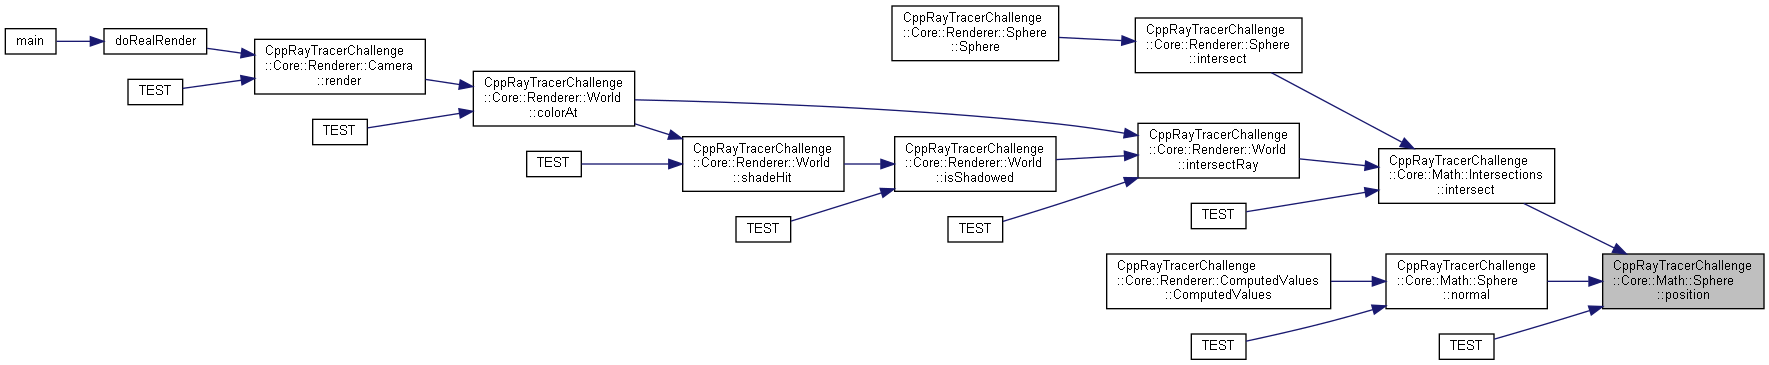 main
doRealRender
TEST
CppRayTracerChallenge
::Core::Renderer::Camera
::render
TEST
CppRayTracerChallenge
::Core::Renderer::World
::colorAt
TEST
CppRayTracerChallenge
::Core::Renderer::World
::shadeHit
TEST
CppRayTracerChallenge
::Core::Renderer::Sphere
::Sphere
CppRayTracerChallenge
::Core::Renderer::World
::isShadowed
TEST
CppRayTracerChallenge
::Core::Renderer::Sphere
::intersect
CppRayTracerChallenge
::Core::Renderer::World
::intersectRay
TEST
CppRayTracerChallenge
::Core::Math::Intersections
::intersect
TEST
CppRayTracerChallenge
::Core::Renderer::ComputedValues
::ComputedValues
CppRayTracerChallenge
::Core::Math::Sphere
::normal
CppRayTracerChallenge
::Core::Math::Sphere
::position
TEST
TEST